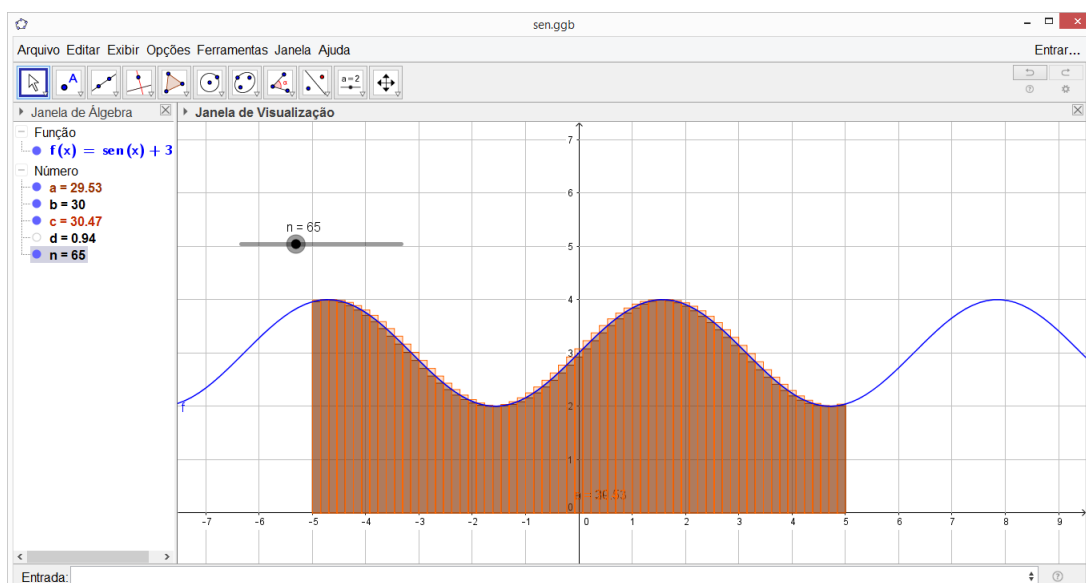 sen.ggb
Arquivo Editar Exibir Opções Ferramentas Janela Ajuda
Entrar...
A
α
a=2
Janela de Álgebra
Janela de Visualização
Função
f(x) = sen(x) + 3
Número
a = 29.53
b = 30
c = 30.47
d = 0.94
n = 65
n = 65
7
6
5
4
3
2
1
0
f
-7 -6 -5 -4 -3 -2 -1 0 1 2 3 4 5 6 7 8 9
Entrada: